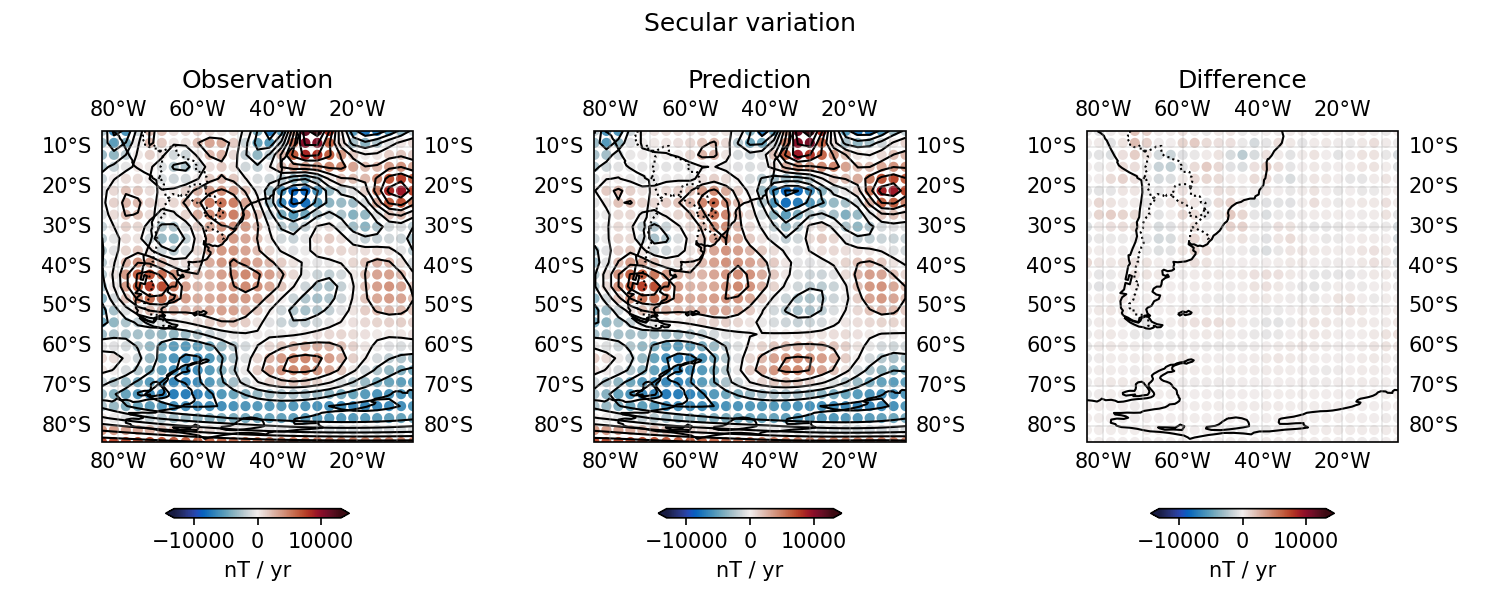 Secular variation
Observation
Prediction
Difference
80°W 60°W 40°W 20°W
80°W 60°W 40°W 20°W
80°W 60°W 40°W 20°W
10°S 10°S 10°S 10°S 10°S 10°S
20°S 20°S 20°S 20°S 20°S 20°S
30°S 30°S 30°S 30°S 30°S 30°S
40°S 40°S 40°S 40°S 40°S 40°S
50°S 50°S 50°S 50°S 50°S 50°S
60°S 60°S 60°S 60°S 60°S 60°S
70°S 70°S 70°S 70°S 70°S 70°S
80°S 80°S 80°S 80°S 80°S 80°S
80°W 60°W 40°W 20°W
80°W 60°W 40°W 20°W
80°W 60°W 40°W 20°W
−10000 0 10000
−10000 0 10000
−10000 0 10000
nT / yr
nT / yr
nT / yr